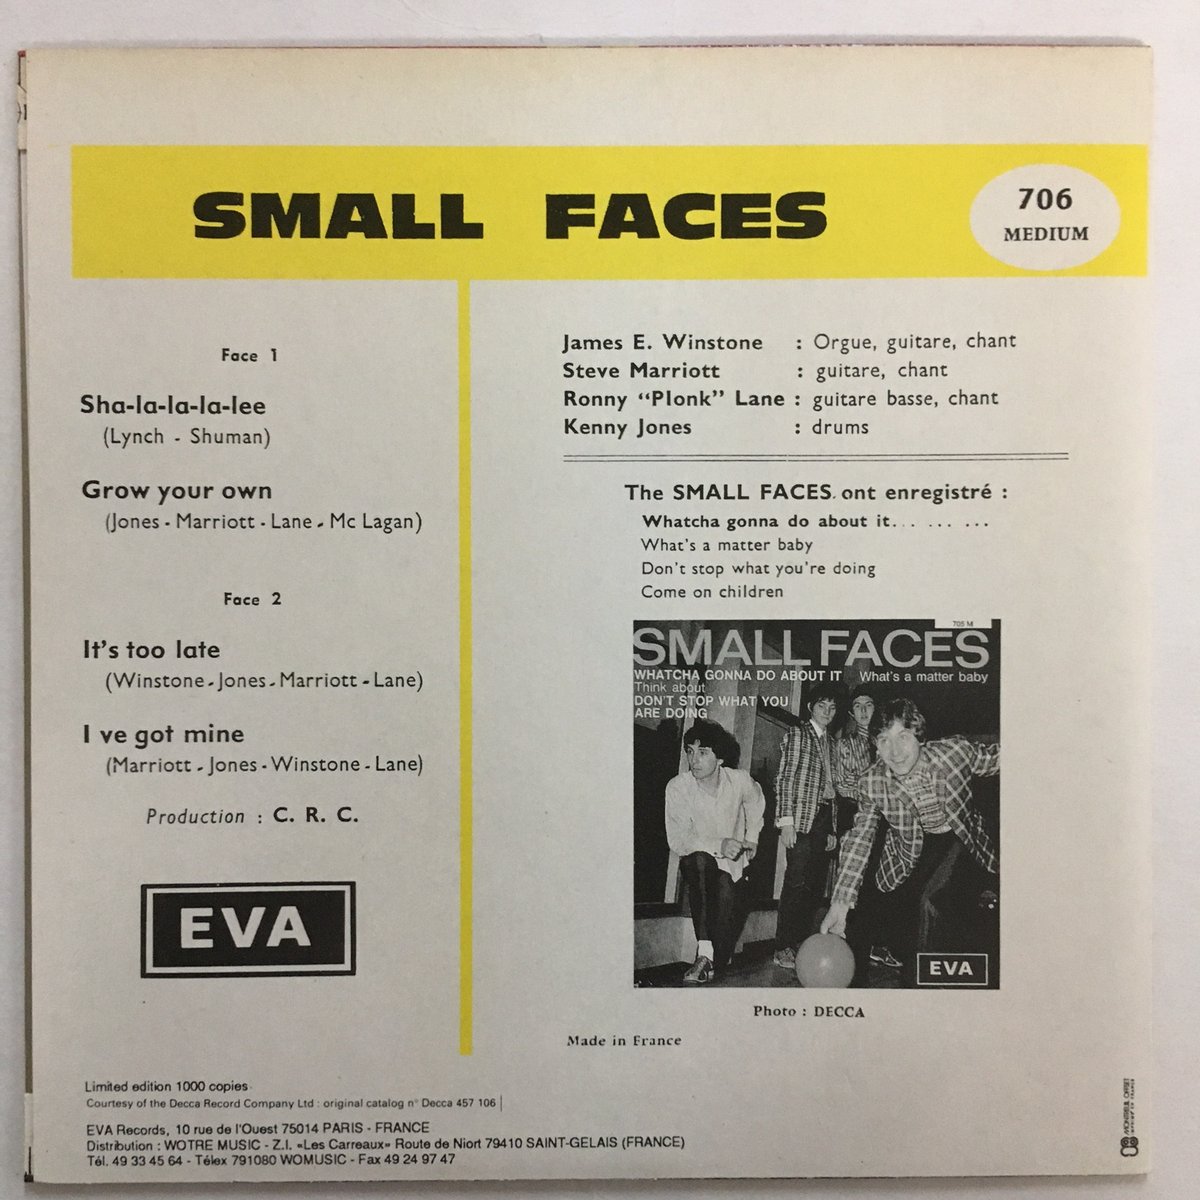 SMALL FACES
706
MEDIUM
Face 1
Sha-la-la-la-lee
(Lynch - Shuman)
Grow your own
(Jones - Marriott - Lane - Mc Lagan)
Face 2
It's too late
(Winstone - Jones - Marriott - Lane)
I ve got mine
(Marriott - Jones - Winstone - Lane)
Production : C. R. C.
EVA
James E. Winstone : Orgue, guitare, chant
Steve Marriott : guitare, chant
Ronny "Plonk" Lane : guitare basse, chant
Kenny Jones : drums
The SMALL FACES. ont enregistré :
Whatcha gonna do about it... ... ...
What's a matter baby
Don't stop what you're doing
Come on children
705 M
SMALL FACES
WHATCHA GONNA DO ABOUT IT What's a matter baby
Think about
DON'T STOP WHAT YOU
ARE DOING
EVA
Photo : DECCA
Made in France
Limited edition 1000 copies
Courtesy of the Decca Record Company Ltd : original catalog n° Decca 457 106
EVA Records, 10 rue de l'Ouest 75014 PARIS - FRANCE
Distribution : WOTRE MUSIC - Z.I. «Les Carreaux» Route de Niort 79410 SAINT-GELAIS (FRANCE)
Tél. 49 33 45 64 - Télex 791080 WOMUSIC - Fax 49 24 97 47
MONTREUIL OFFSET